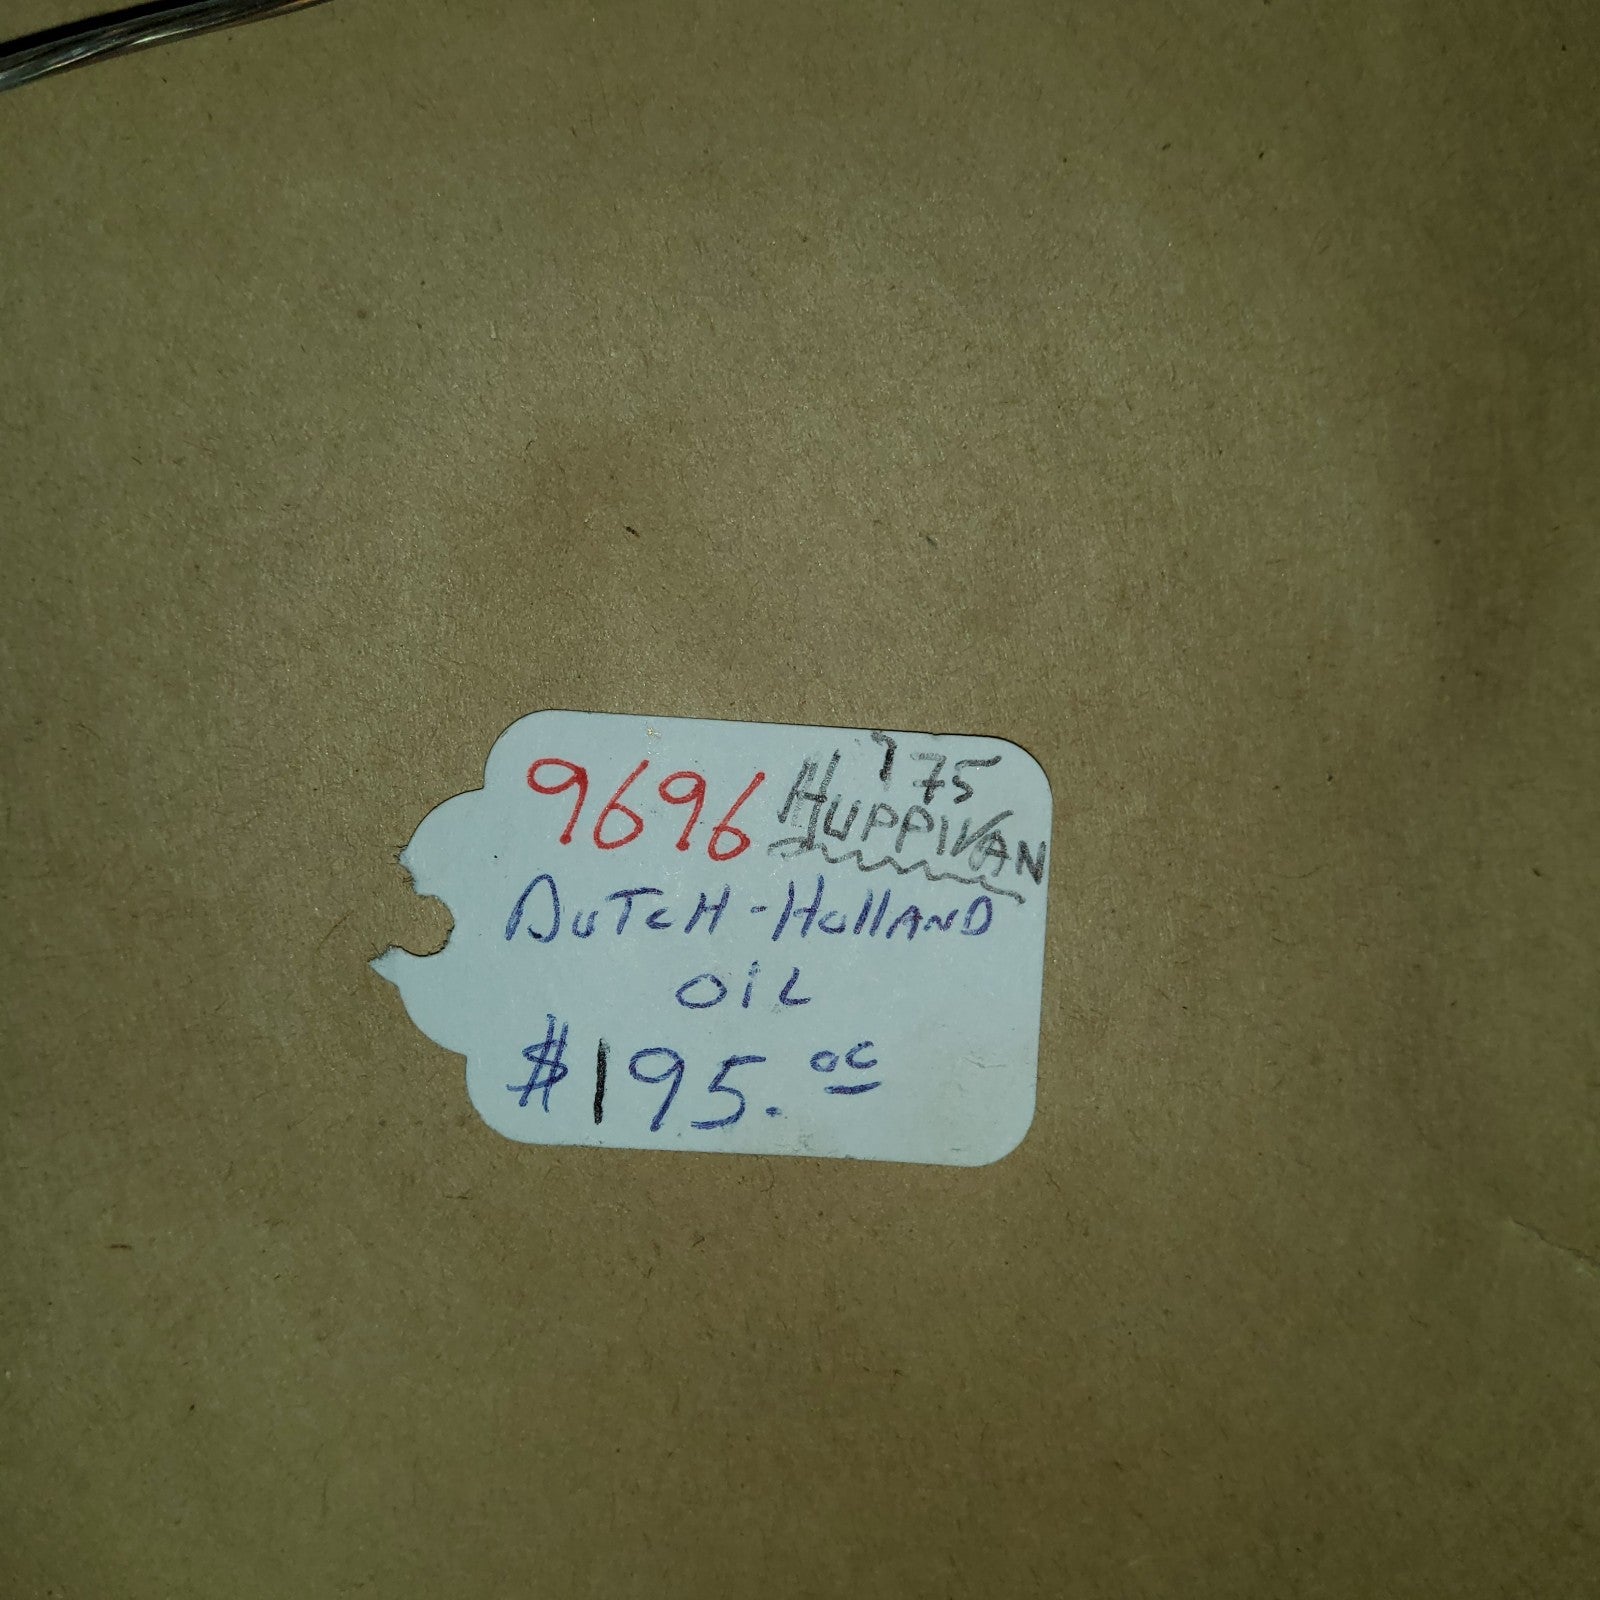 175
9696 HUPPIVAN
DUTCH-HOLLAND
OIL
$195.00